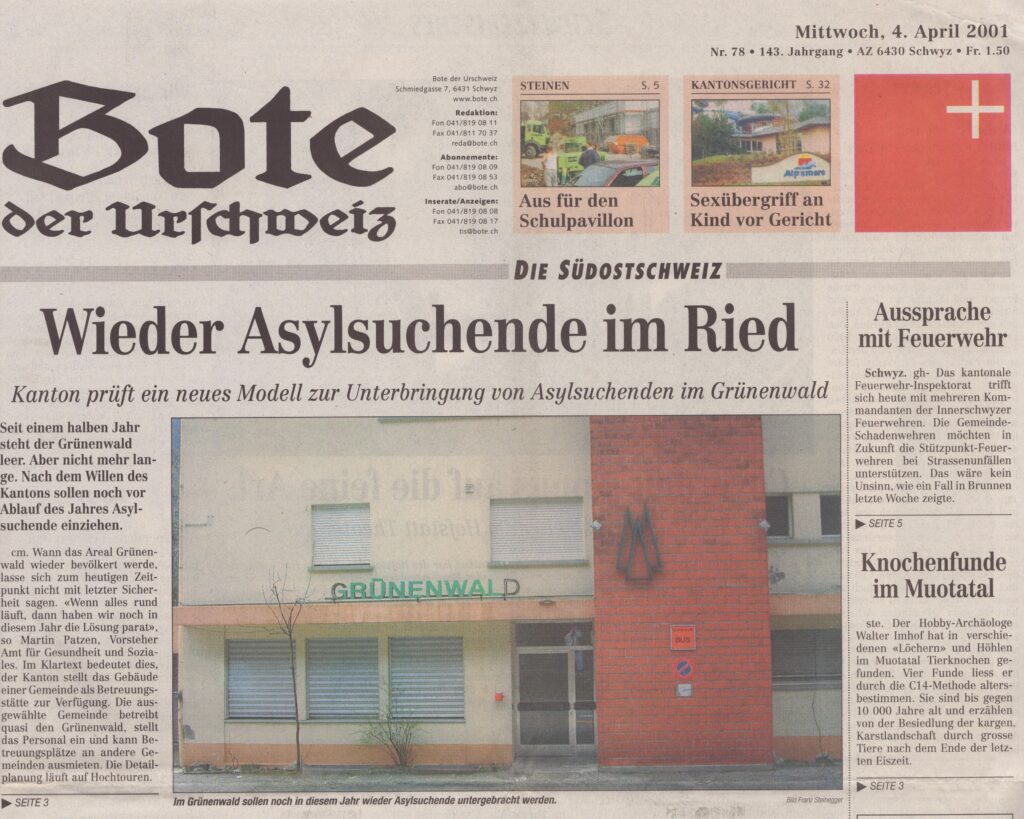 Mittwoch, 4. April 2001
Nr. 78 • 143. Jahrgang • AZ 6430 Schwyz • Fr. 1.50
Bote
der Urschweiz
Bote der Urschweiz
Schmiedgasse 7, 6431 Schwyz
www.bote.ch
Redaktion:
Fon 041/819 08 11
Fax 041/811 70 37
reda@bote.ch
Abonnemente:
Fon 041/819 08 09
Fax 041/819 08 53
abo@bote.ch
Inserate/Anzeigen:
Fon 041/819 08 08
Fax 041/819 08 17
tis@bote.ch
STEINEN S. 5
Aus für den
Schulpavillon
KANTONSGERICHT S. 32
Alpamare
Sexübergriff an
Kind vor Gericht
DIE SÜDOSTSCHWEIZ
Wieder Asylsuchende im Ried
Kanton prüft ein neues Modell zur Unterbringung von Asylsuchenden im Grünenwald
Seit einem halben Jahr
steht der Grünenwald
leer. Aber nicht mehr lan-
ge. Nach dem Willen des
Kantons sollen noch vor
Ablauf des Jahres Asyl-
suchende einziehen.
cm. Wann das Areal Grünen-
wald wieder bevölkert werde,
lasse sich zum heutigen Zeit-
punkt nicht mit letzter Sicher-
heit sagen. «Wenn alles rund
läuft, dann haben wir noch in
diesem Jahr die Lösung parat»,
so Martin Patzen, Vorsteher
Amt für Gesundheit und Sozia-
les. Im Klartext bedeutet dies,
der Kanton stellt das Gebäude
einer Gemeinde als Betreuungs-
stätte zur Verfügung. Die aus-
gewählte Gemeinde betreibt
quasi den Grünenwald, stellt
das Personal ein und kann Be-
treuungsplätze an andere Ge-
meinden ausmieten. Die Detail-
planung läuft auf Hochtouren.
▶ SEITE 3
GRÜNENWALD
BUS
Im Grünenwald sollen noch in diesem Jahr wieder Asylsuchende untergebracht werden.
Bild Franz Steinegger
Aussprache
mit Feuerwehr
Schwyz. gh- Das kantonale
Feuerwehr-Inspektorat trifft
sich heute mit mehreren Kom-
mandanten der Innerschwyzer
Feuerwehren. Die Gemeinde-
Schadenwehren möchten in
Zukunft die Stützpunkt-Feuer-
wehren bei Strassenunfällen
unterstützen. Das wäre kein
Unsinn, wie ein Fall in Brunnen
letzte Woche zeigte.
▶ SEITE 5
Knochenfunde
im Muotatal
ste. Der Hobby-Archäologe
Walter Imhof hat in verschie-
denen «Löchern» und Höhlen
im Muotatal Tierknochen ge-
funden. Vier Funde liess er
durch die C14-Methode alters-
bestimmen. Sie sind bis gegen
10 000 Jahre alt und erzählen
von der Besiedlung der kargen,
Karstlandschaft durch grosse
Tiere nach dem Ende der letz-
ten Eiszeit.
▶ SEITE 3